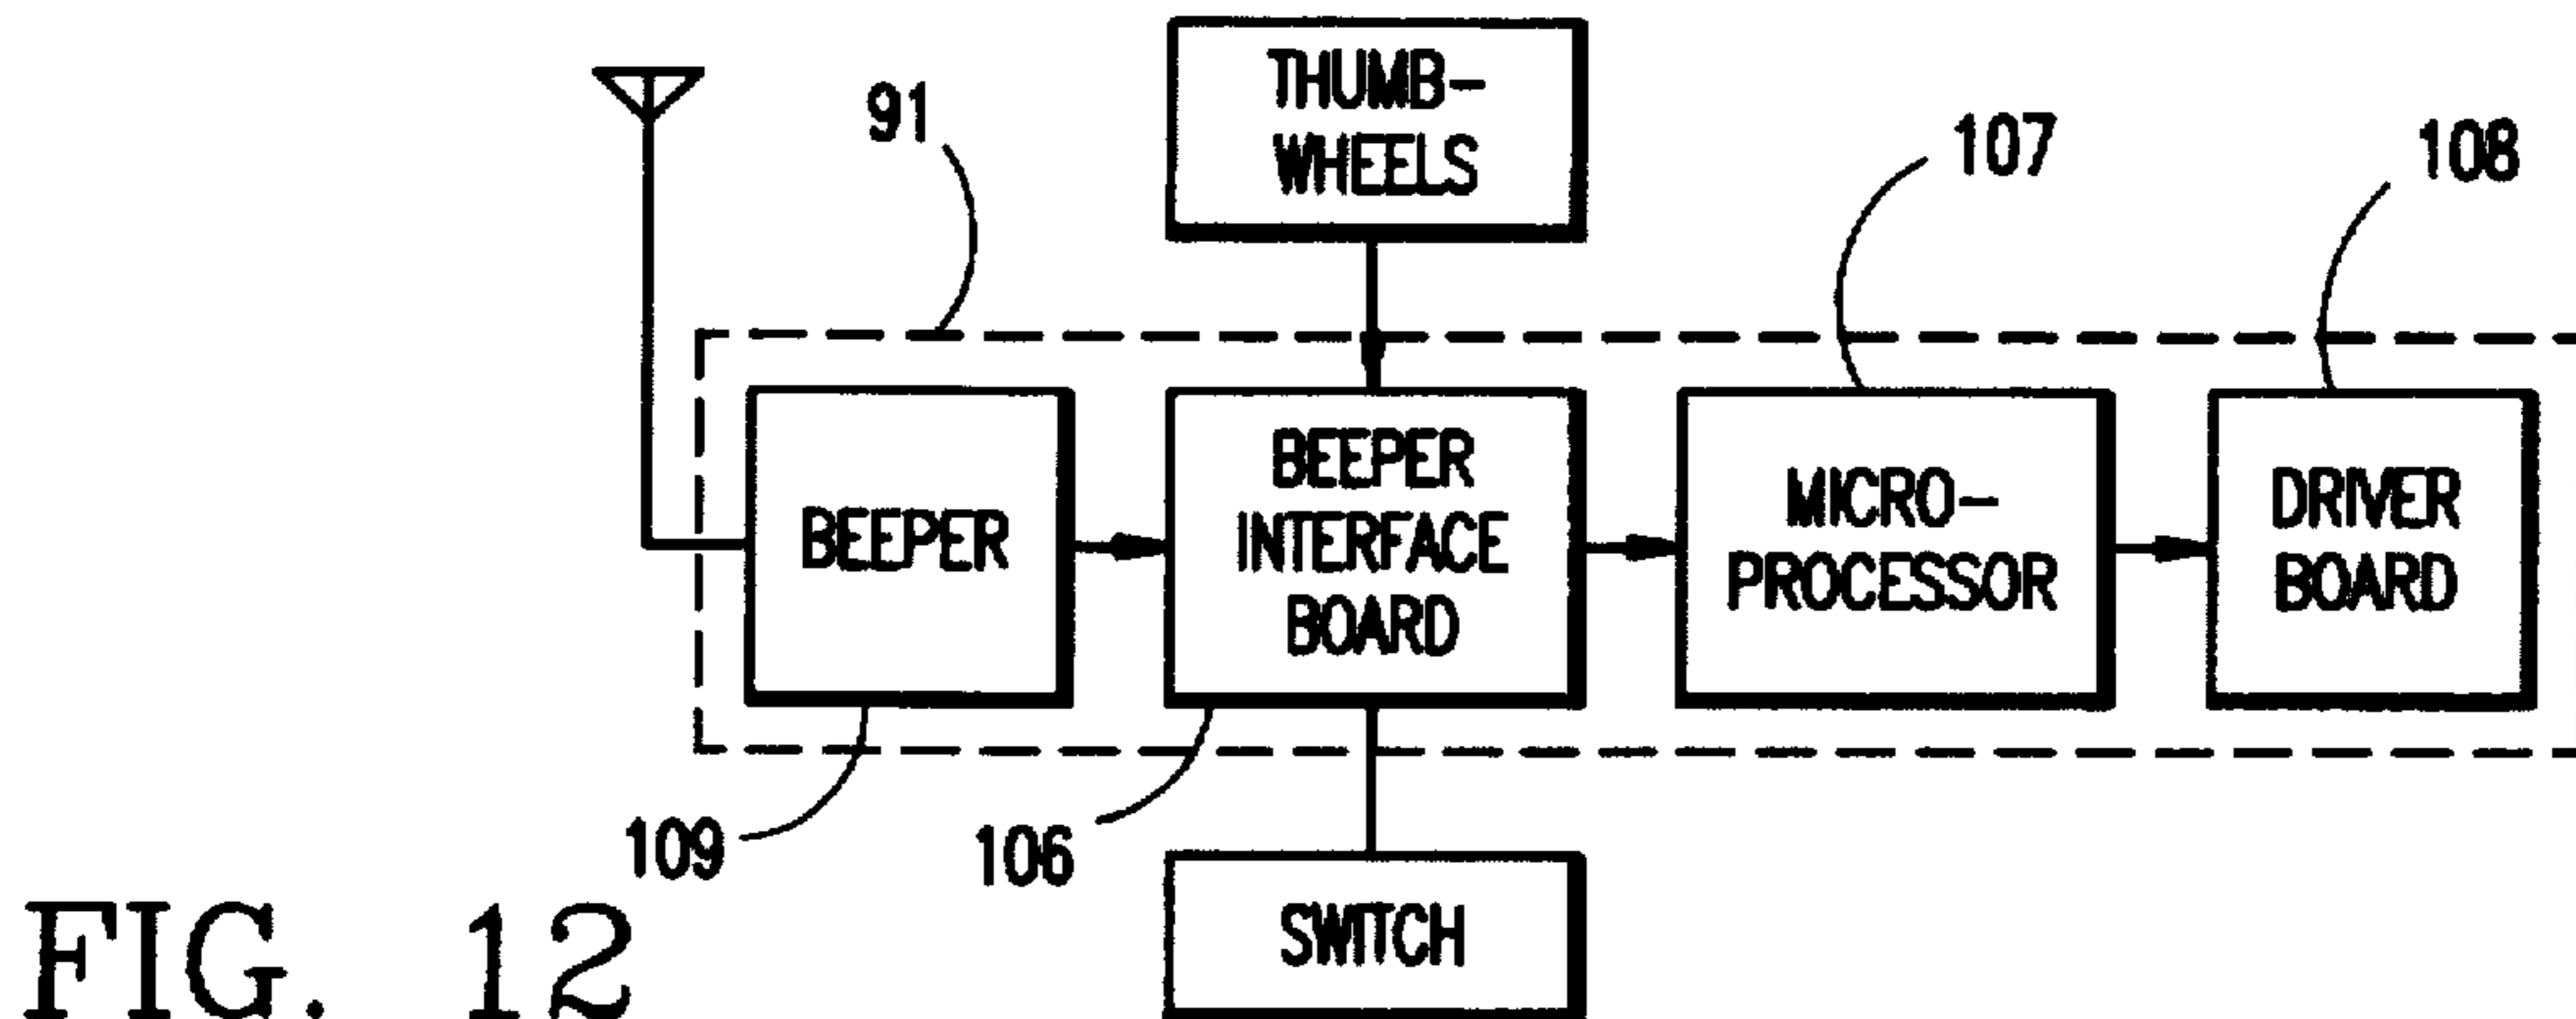 THUMB-
WHEELS
91
107
108
BEEPER
BEEPER
INTERFACE
BOARD
MICRO-
PROCESSOR
DRIVER
BOARD
109
106
SWITCH
FIG. 12